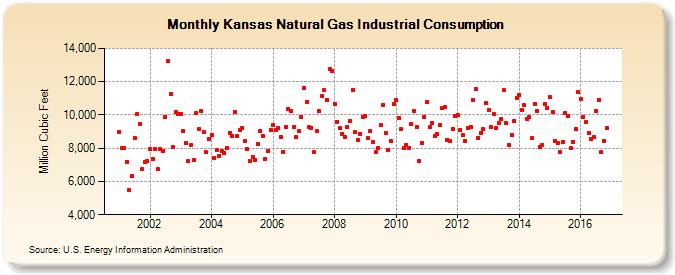 Monthly Kansas Natural Gas Industrial Consumption
Million Cubic Feet
14,000
12,000
10,000
8,000
6,000
4,000
2002 2004 2006 2008 2010 2012 2014 2016
Source: U.S. Energy Information Administration